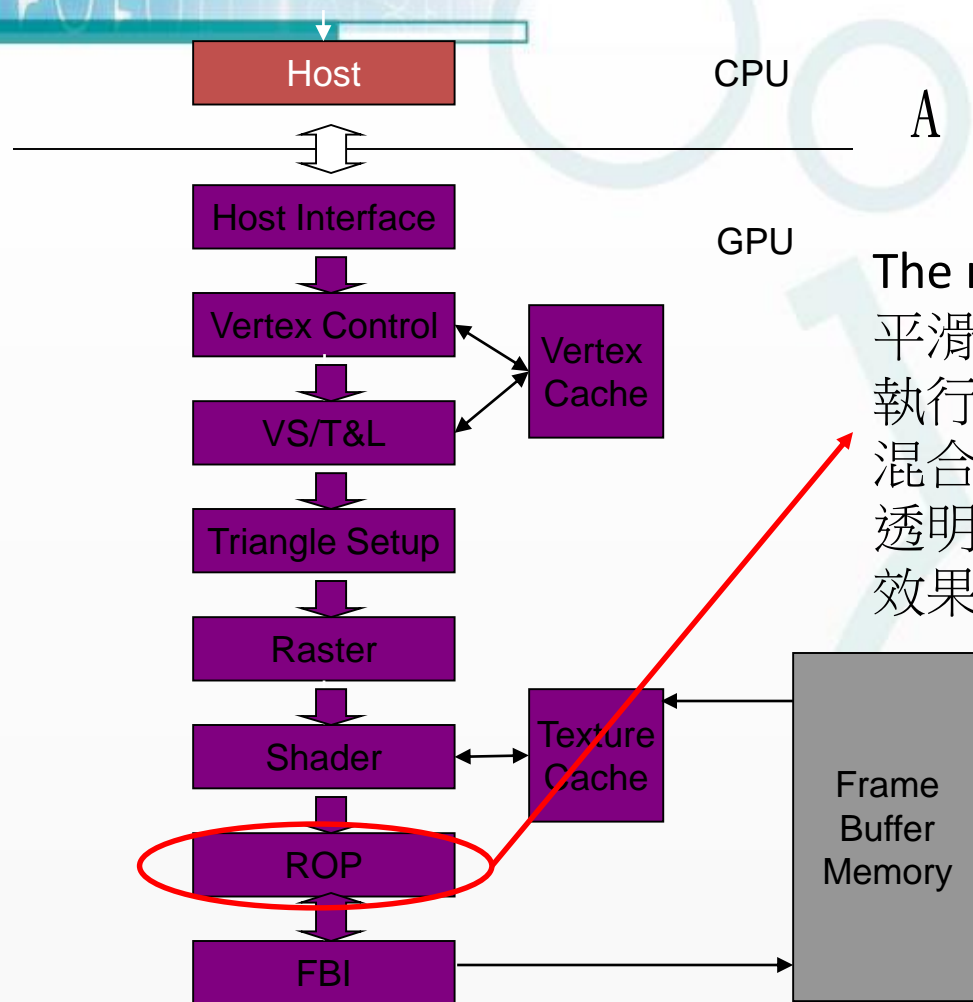 Host
CPU
A
Host Interface
GPU
The
平滑
執行
混合
透明
效果
Vertex Control
Vertex
Cache
VS/T&L
Triangle Setup
Raster
Shader
Texture
Cache
Frame
Buffer
Memory
ROP
FBI